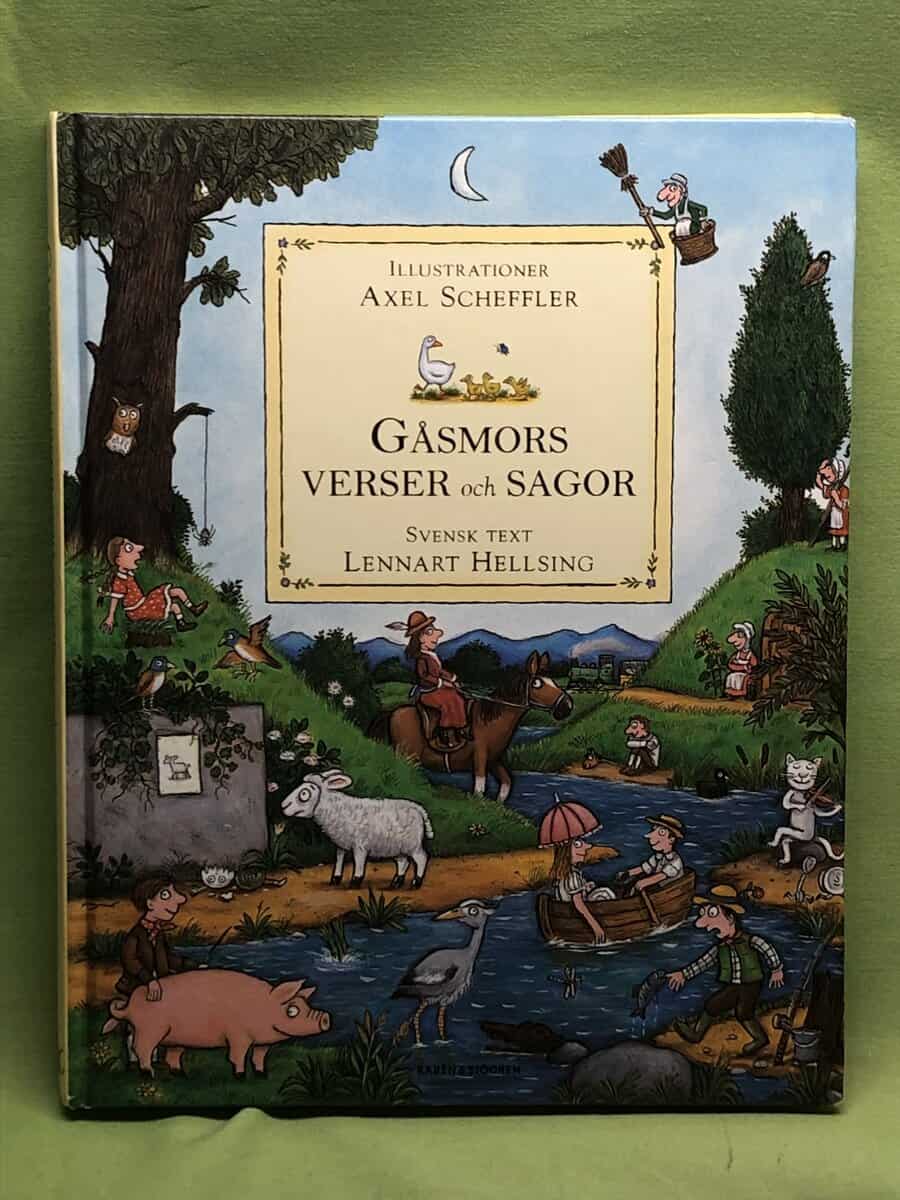 ILLUSTRATIONER
AXEL SCHEFFLER
GÅSMORS
VERSER och SAGOR
SVENSK TEXT
LENNART HELLSING
RABÉN & SJÖGREN